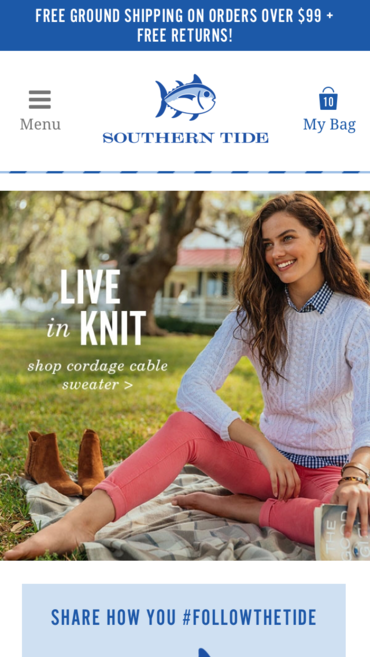 FREE GROUND SHIPPING ON ORDERS OVER $99 +
FREE RETURNS!
Menu
SOUTHERN TIDE
10
My Bag
LIVE
in KNIT
shop cordage cable
sweater >
SHARE HOW YOU #FOLLOWTHETIDE